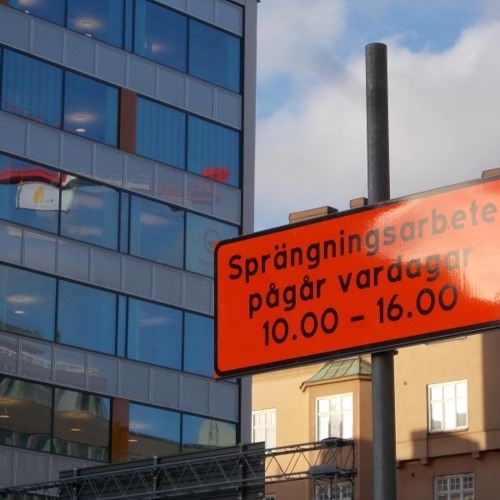 Sprängningsarbete
pågår vardagar
10.00 - 16.00